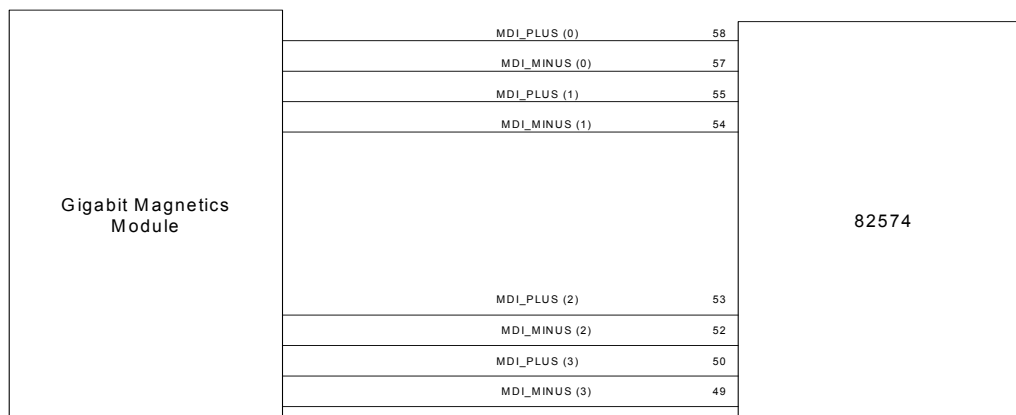 MDI_PLUS (0) 58
MDI_MINUS (0) 57
MDI_PLUS (1) 55
MDI_MINUS (1) 54
Gigabit Magnetics
Module
82574
MDI_PLUS (2) 53
MDI_MINUS (2) 52
MDI_PLUS (3) 50
MDI_MINUS (3) 49